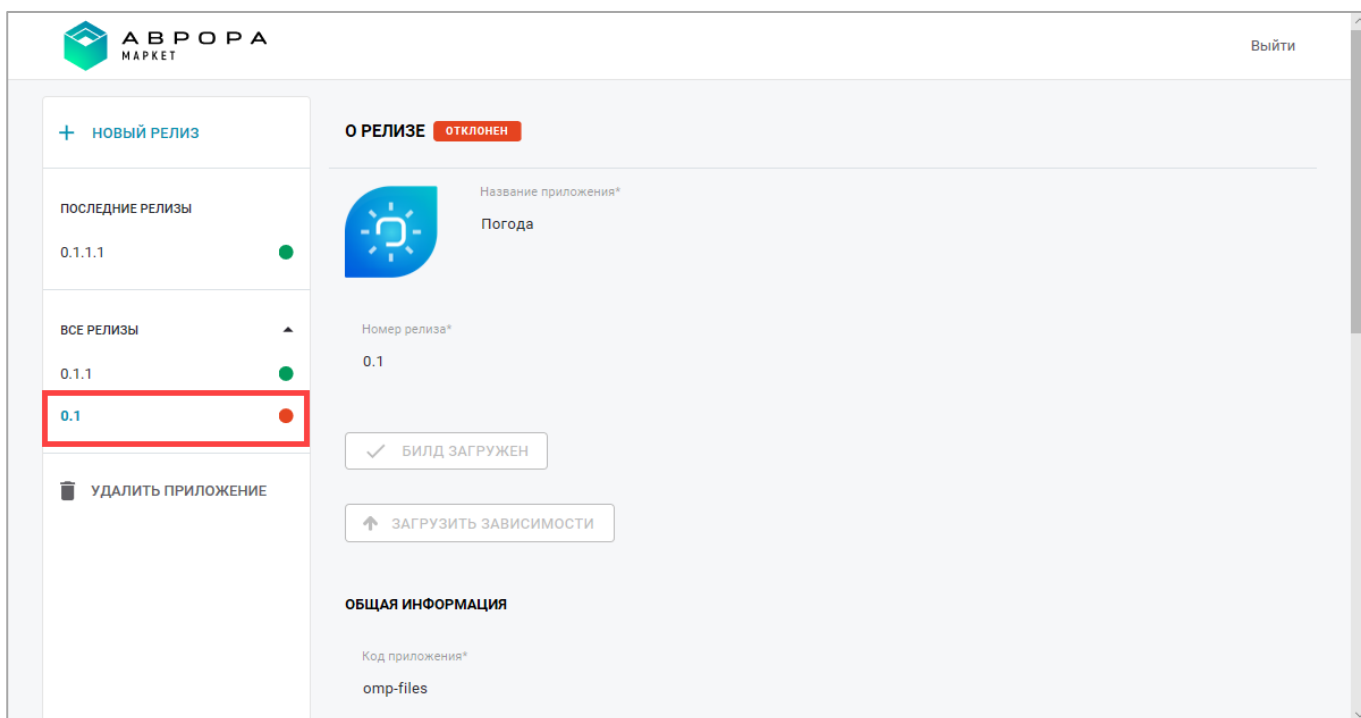 АВРОРА
МАРКЕТ
Выйти
НОВЫЙ РЕЛИЗ
ПОСЛЕДНИЕ РЕЛИЗЫ
0.1.1.1
ВСЕ РЕЛИЗЫ
0.1.1
0.1
УДАЛИТЬ ПРИЛОЖЕНИЕ
О РЕЛИЗЕ ОТКЛОНЕН
Название приложения*
Погода
Номер релиза*
0.1
БИЛД ЗАГРУЖЕН
ЗАГРУЗИТЬ ЗАВИСИМОСТИ
ОБЩАЯ ИНФОРМАЦИЯ
Код приложения*
omp-files